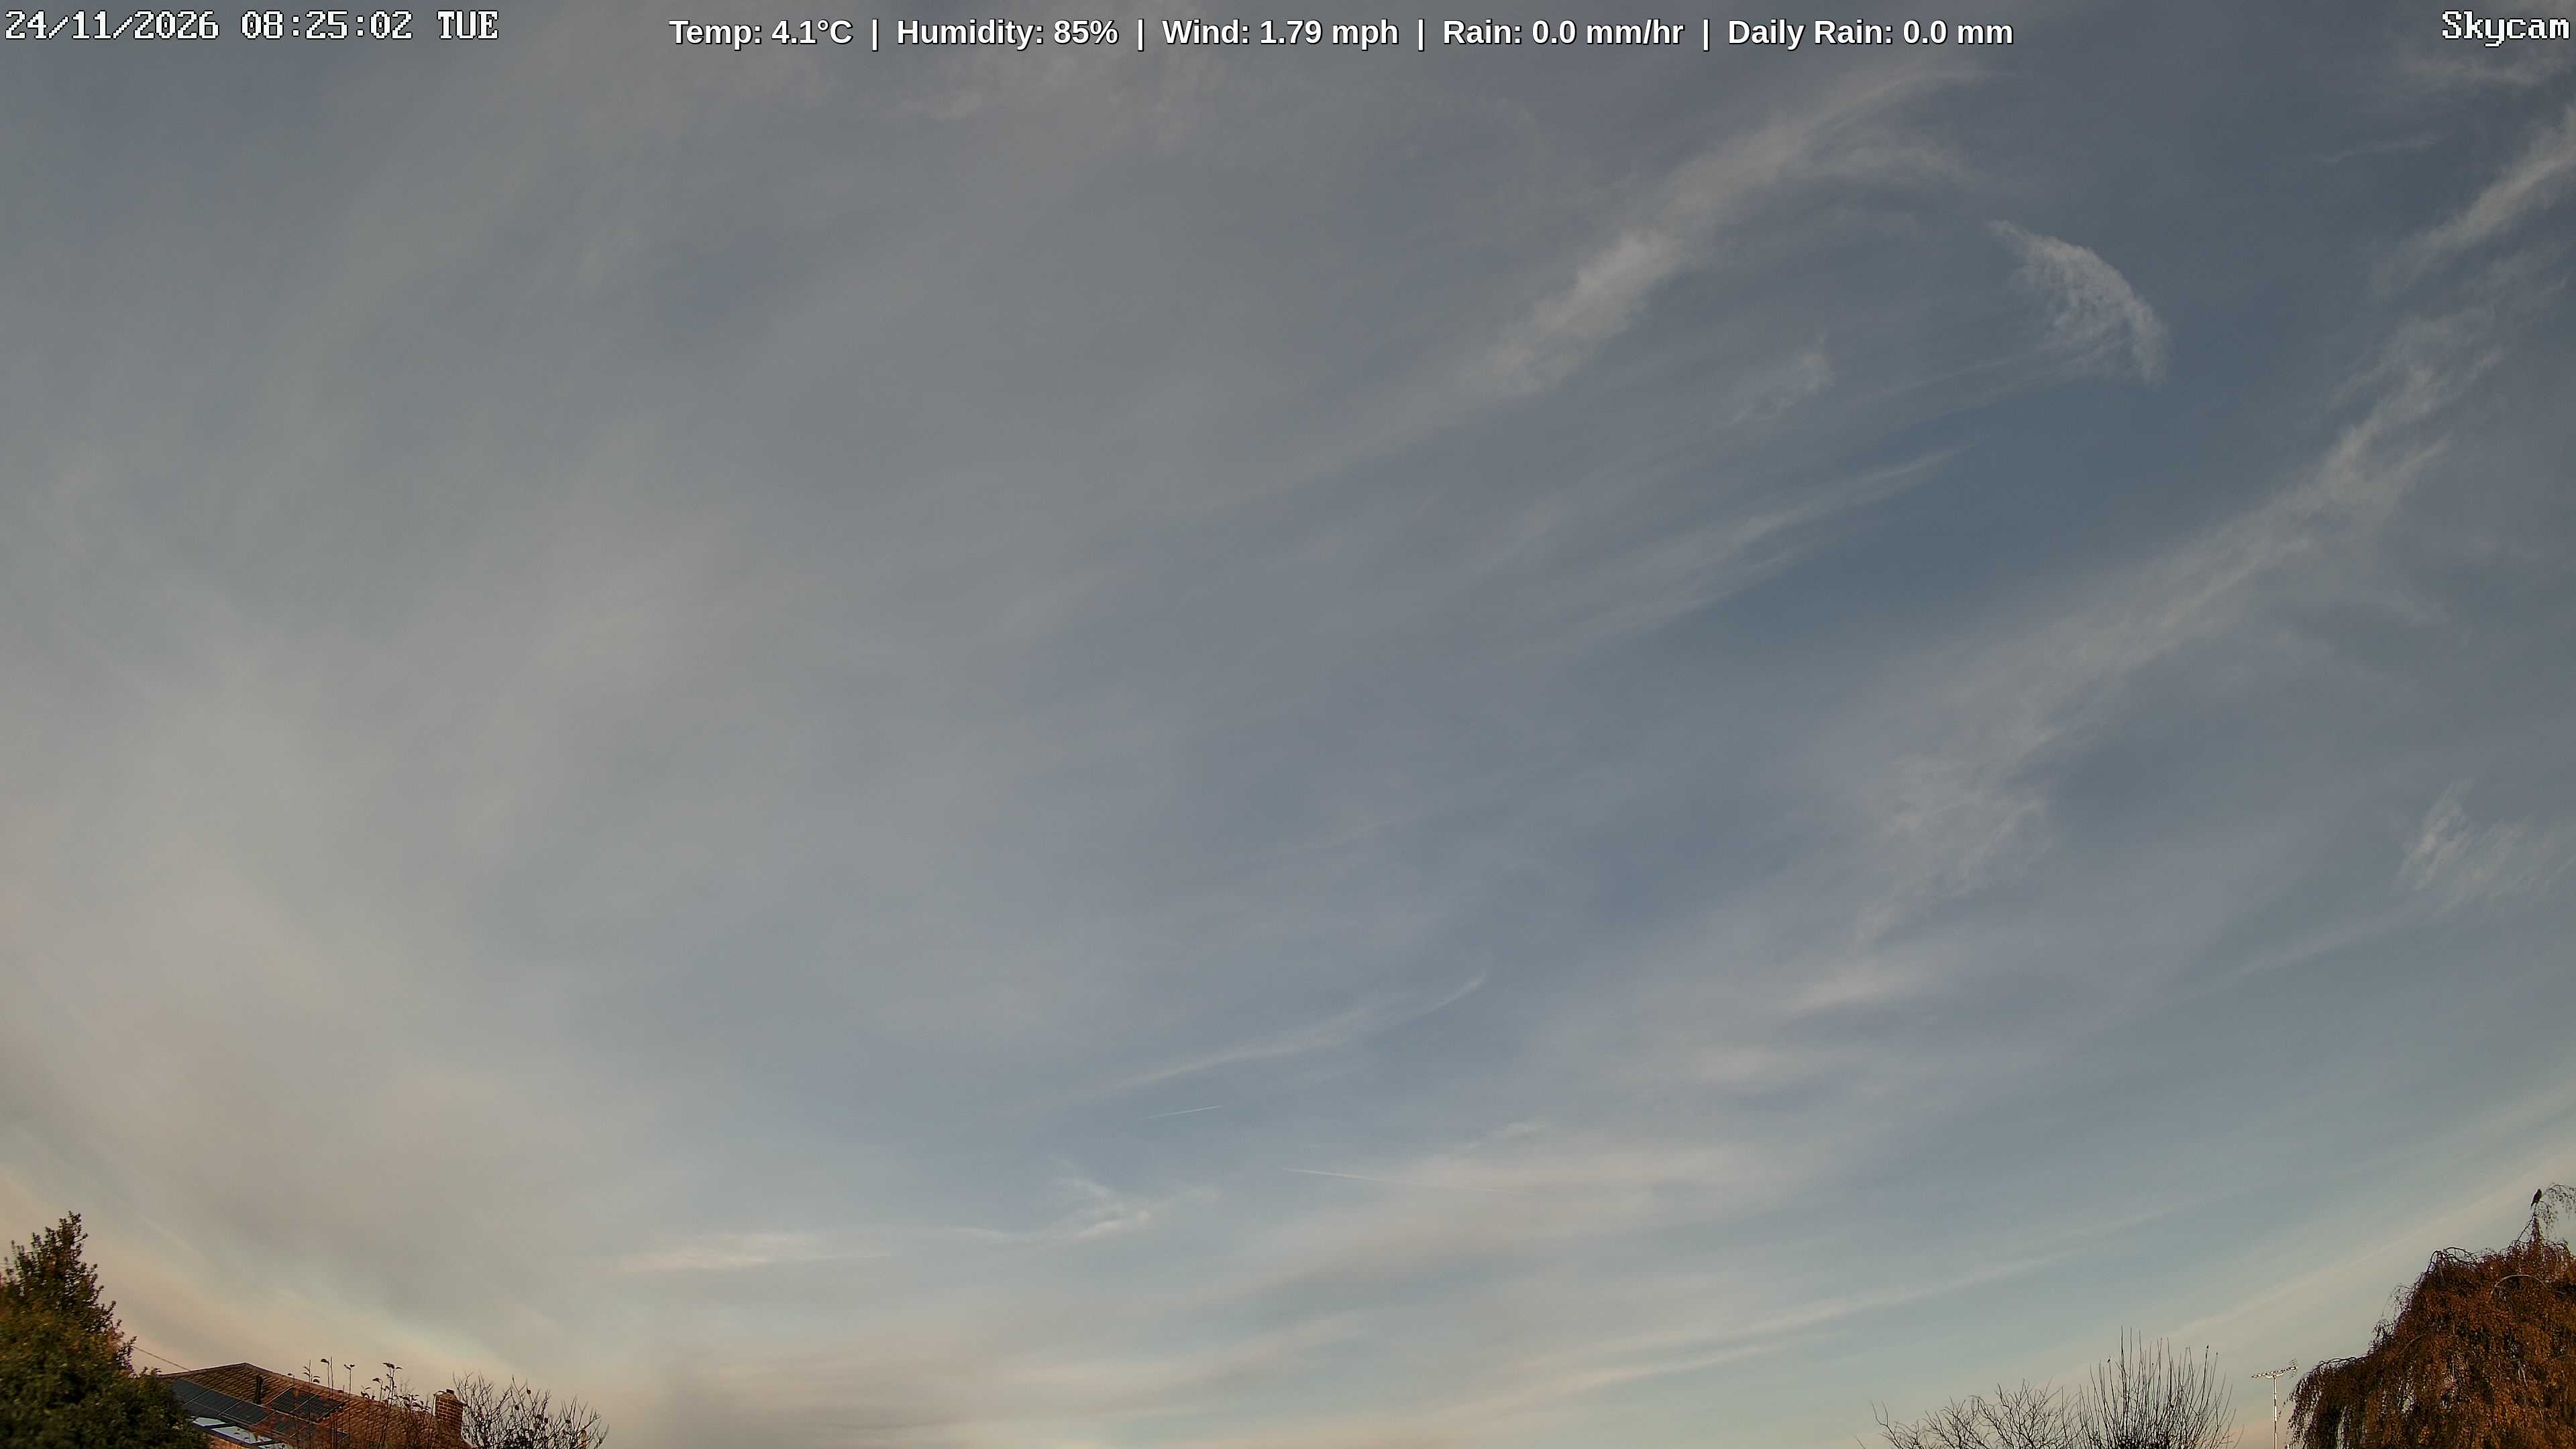 24/11/2026 08:25:02 TUE
Temp: 4.1°C | Humidity: 85% | Wind: 1.79 mph | Rain: 0.0 mm/hr | Daily Rain: 0.0 mm
Skycam